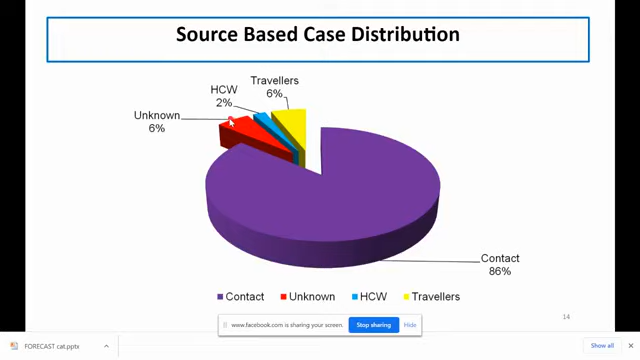 Source Based Case Distribution
Travellers
6%
HCW
2%
Unknown
6%
Contact
86%
Contact Unknown HCW Travellers
14
www.facebook.com is sharing your screen. Stop sharing Hide
FORECAST cat.pptx
Show all